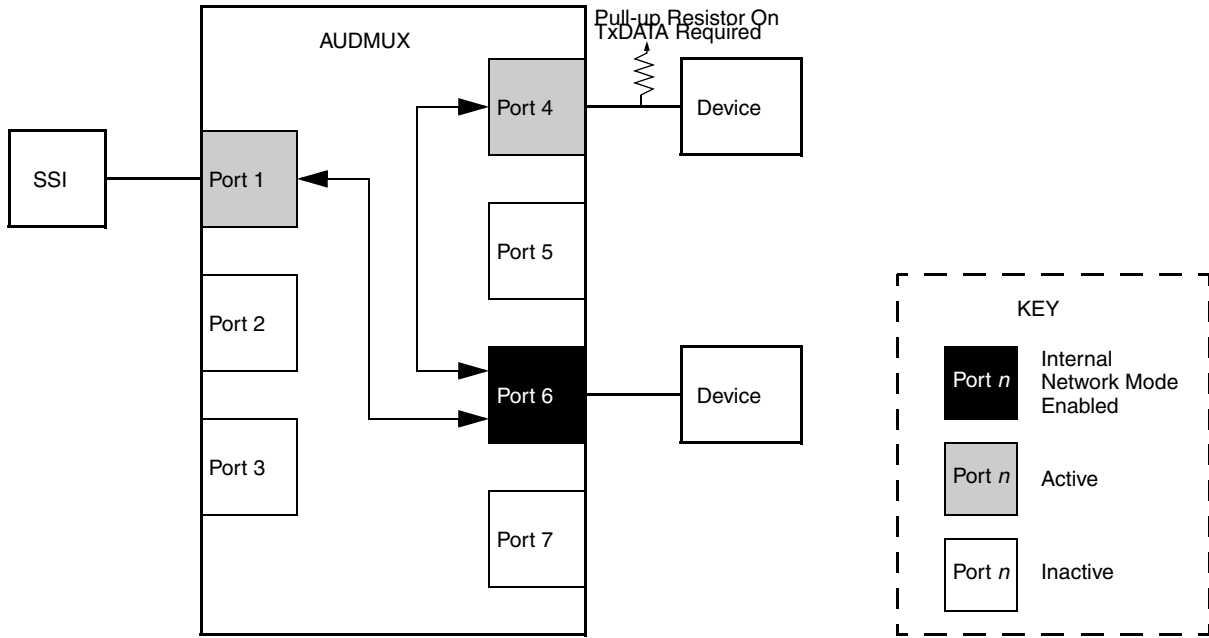 Pull-up Resistor On
TxDATA Required
AUDMUX
Port 4
Device
SSI
Port 1
Port 5
Port 2
KEY
Port n
Internal
Network Mode
Enabled
Port 6
Device
Port 3
Port n
Active
Port 7
Port n
Inactive